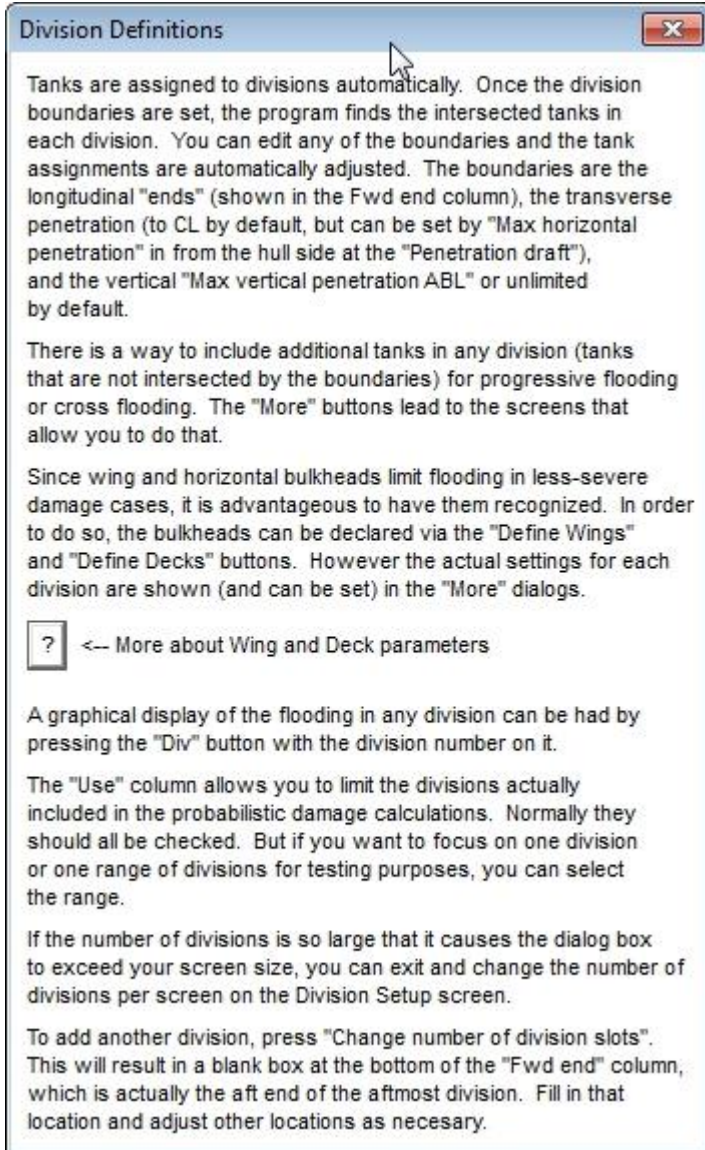 Division Definitions
Tanks are assigned to divisions automatically. Once the division
boundaries are set, the program finds the intersected tanks in
each division. You can edit any of the boundaries and the tank
assignments are automatically adjusted. The boundaries are the
longitudinal "ends" (shown in the Fwd end column), the transverse
penetration (to CL by default, but can be set by "Max horizontal
penetration" in from the hull side at the "Penetration draft"),
and the vertical "Max vertical penetration ABL" or unlimited
by default.
There is a way to include additional tanks in any division (tanks
that are not intersected by the boundaries) for progressive flooding
or cross flooding. The "More" buttons lead to the screens that
allow you to do that.
Since wing and horizontal bulkheads limit flooding in less-severe
damage cases, it is advantageous to have them recognized. In order
to do so, the bulkheads can be declared via the "Define Wings"
and "Define Decks" buttons. However the actual settings for each
division are shown (and can be set) in the "More" dialogs.
? <-- More about Wing and Deck parameters
A graphical display of the flooding in any division can be had by
pressing the "Div" button with the division number on it.
The "Use" column allows you to limit the divisions actually
included in the probabilistic damage calculations. Normally they
should all be checked. But if you want to focus on one division
or one range of divisions for testing purposes, you can select
the range.
If the number of divisions is so large that it causes the dialog box
to exceed your screen size, you can exit and change the number of
divisions per screen on the Division Setup screen.
To add another division, press "Change number of division slots".
This will result in a blank box at the bottom of the "Fwd end" column,
which is actually the aft end of the aftmost division. Fill in that
location and adjust other locations as necesary.